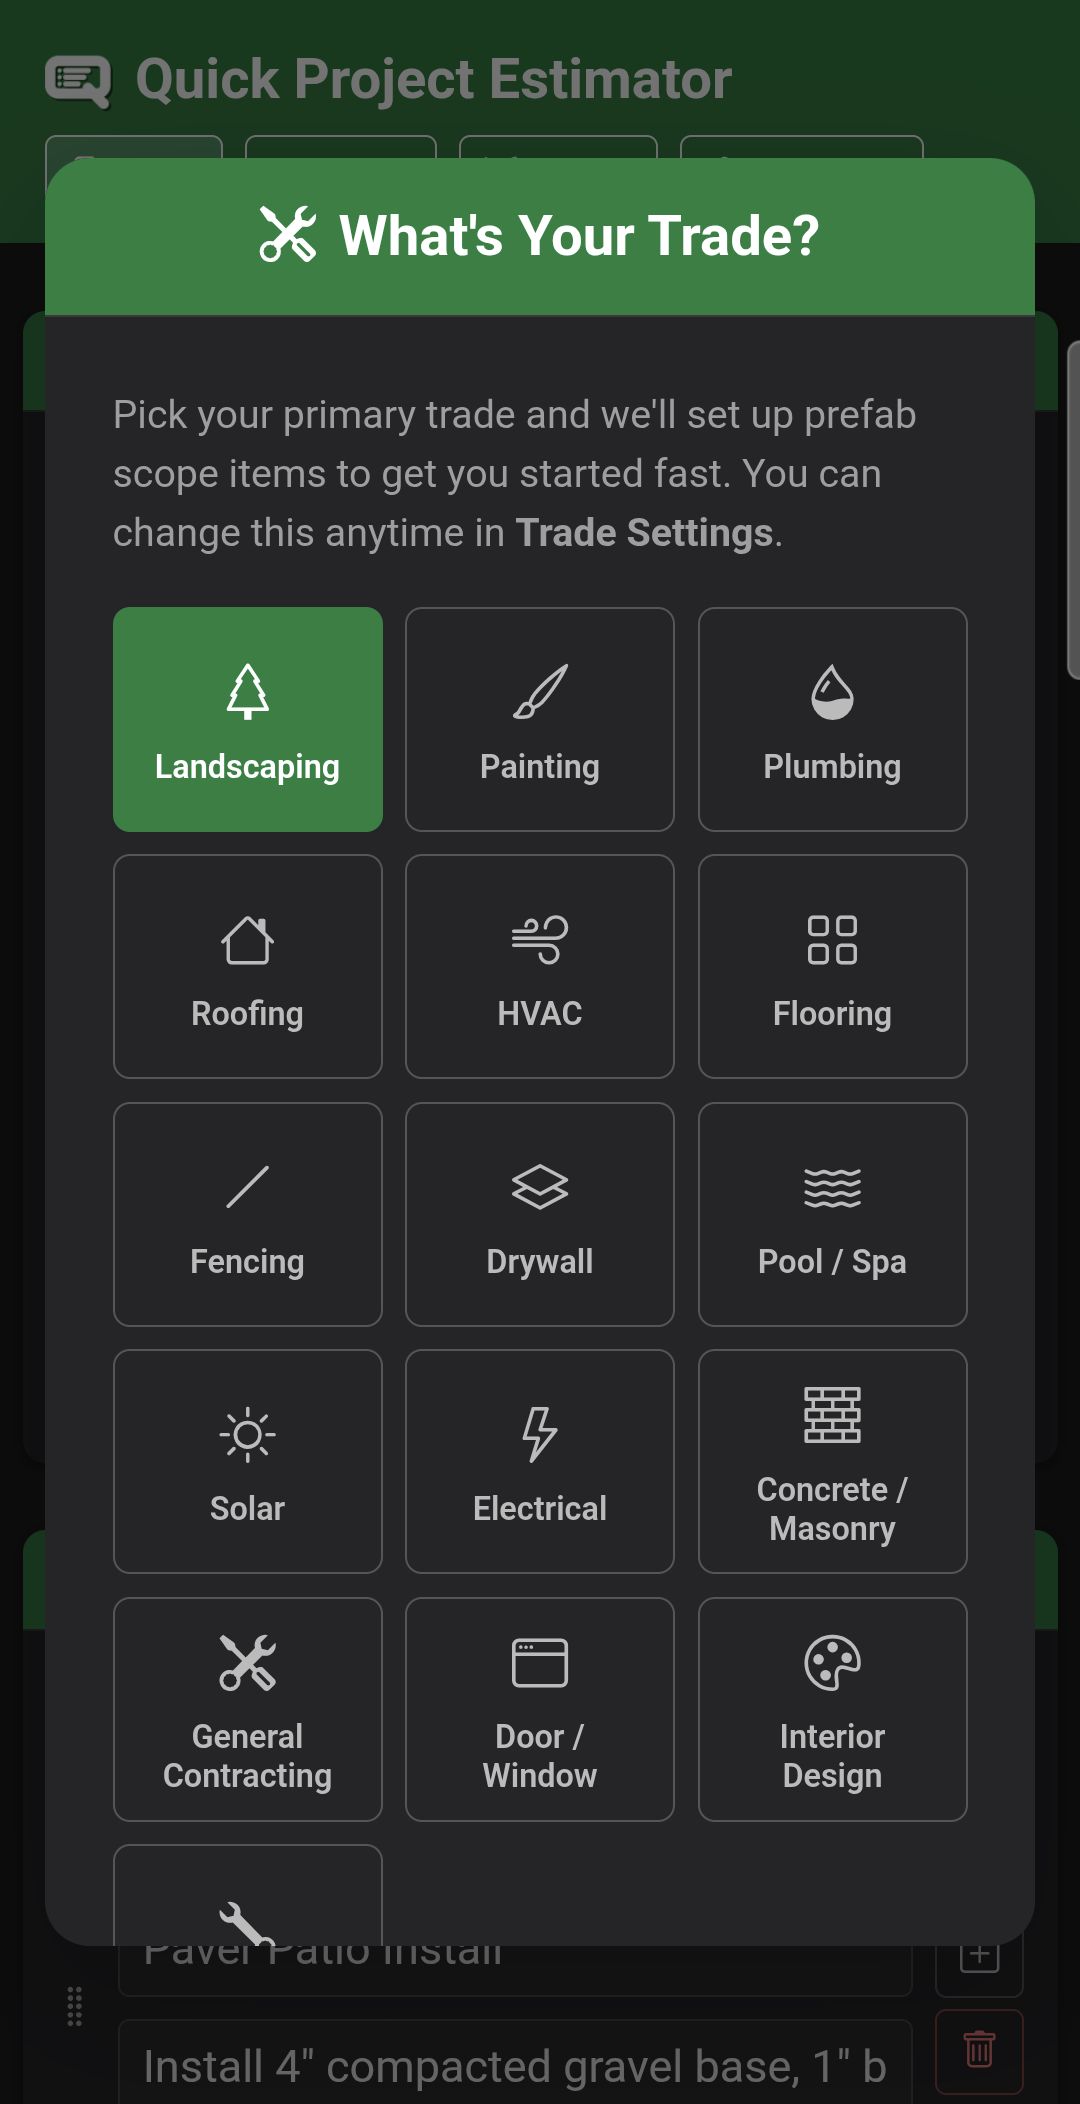 Quick Project Estimator
What's Your Trade?
Pick your primary trade and we'll set up prefab
scope items to get you started fast. You can
change this anytime in Trade Settings.
Landscaping
Painting
Plumbing
Roofing
HVAC
Flooring
Fencing
Drywall
Pool / Spa
Solar
Electrical
Concrete /
Masonry
General
Contracting
Door /
Window
Interior
Design
Paver Patio Install
Install 4" compacted gravel base, 1" b